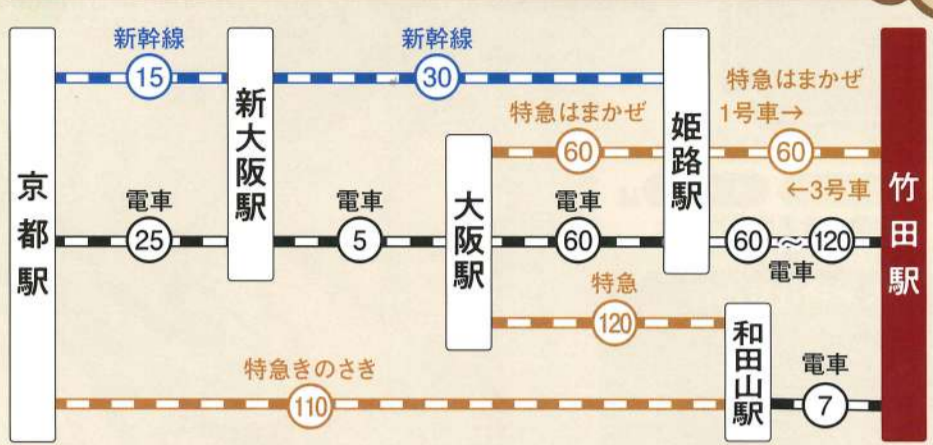 新幹線
15
新幹線
30
特急はまかぜ
60
特急はまかぜ
1号車→
60
←3号車
京都駅
新大阪駅
大阪駅
姫路駅
竹田駅
電車
25
電車
5
電車
60
60~120
電車
特急
120
和田山駅
特急きのさき
110
電車
7